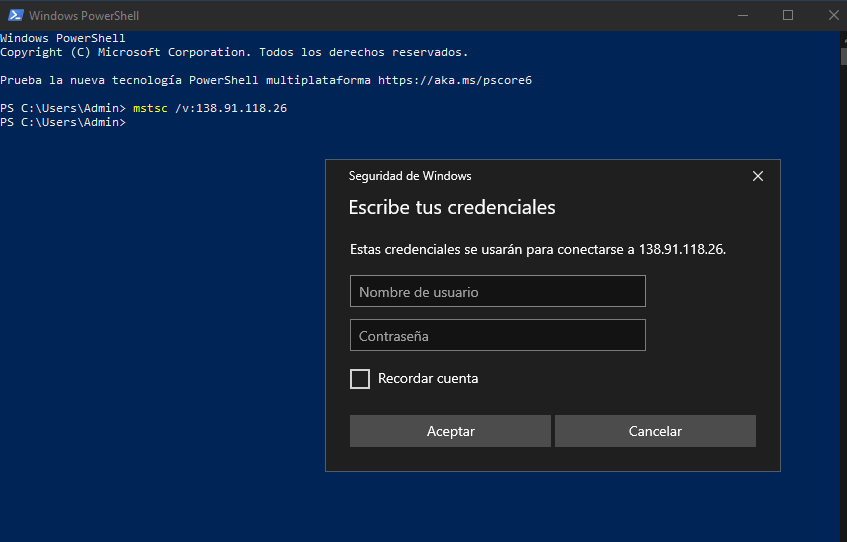 Windows PowerShell
Windows PowerShell
Copyright (C) Microsoft Corporation. Todos los derechos reservados.
Prueba la nueva tecnología PowerShell multiplataforma https://aka.ms/pscore6
PS C:\Users\Admin> mstsc /v:138.91.118.26
PS C:\Users\Admin>
Seguridad de Windows
Escribe tus credenciales
Estas credenciales se usarán para conectarse a 138.91.118.26.
Nombre de usuario
Contraseña
Recordar cuenta
Aceptar Cancelar